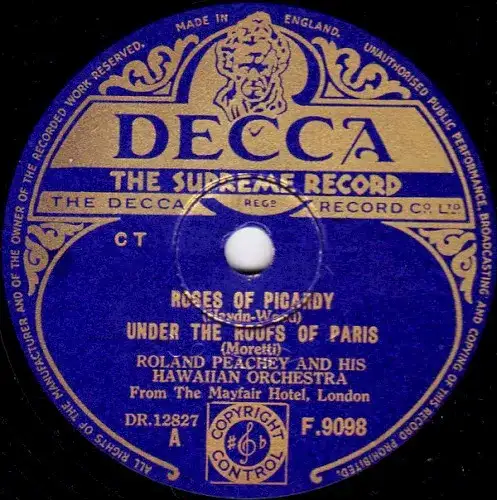 MADE IN ENGLAND.
ALL RIGHTS OF THE MANUFACTURER AND OF THE OWNER OF THE RECORDED WORK RESERVED.
UNAUTHORISED PUBLIC PERFORMANCE, BROADCASTING AND COPYING OF THIS RECORD PROHIBITED.
DECCA
THE SUPREME RECORD
THE DECCA REGD RECORD CO. LTD.
CT
ROSES OF PICARDY
(Haydn-Wood)
UNDER THE ROOFS OF PARIS
(Moretti)
ROLAND PEACHEY AND HIS
HAWAIIAN ORCHESTRA
From The Mayfair Hotel, London
DR.12827
A
COPYRIGHT
CONTROL
F.9098